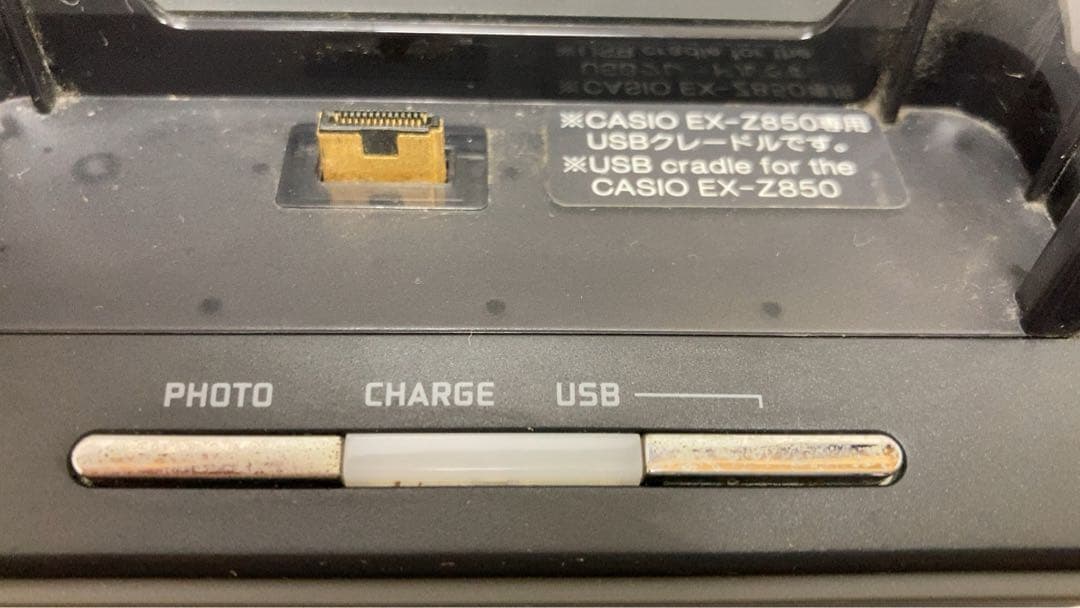 ※CASIO EX-Z850専用
USBクレードルです。
※USB cradle for the
CASIO EX-Z850
PHOTO CHARGE USB